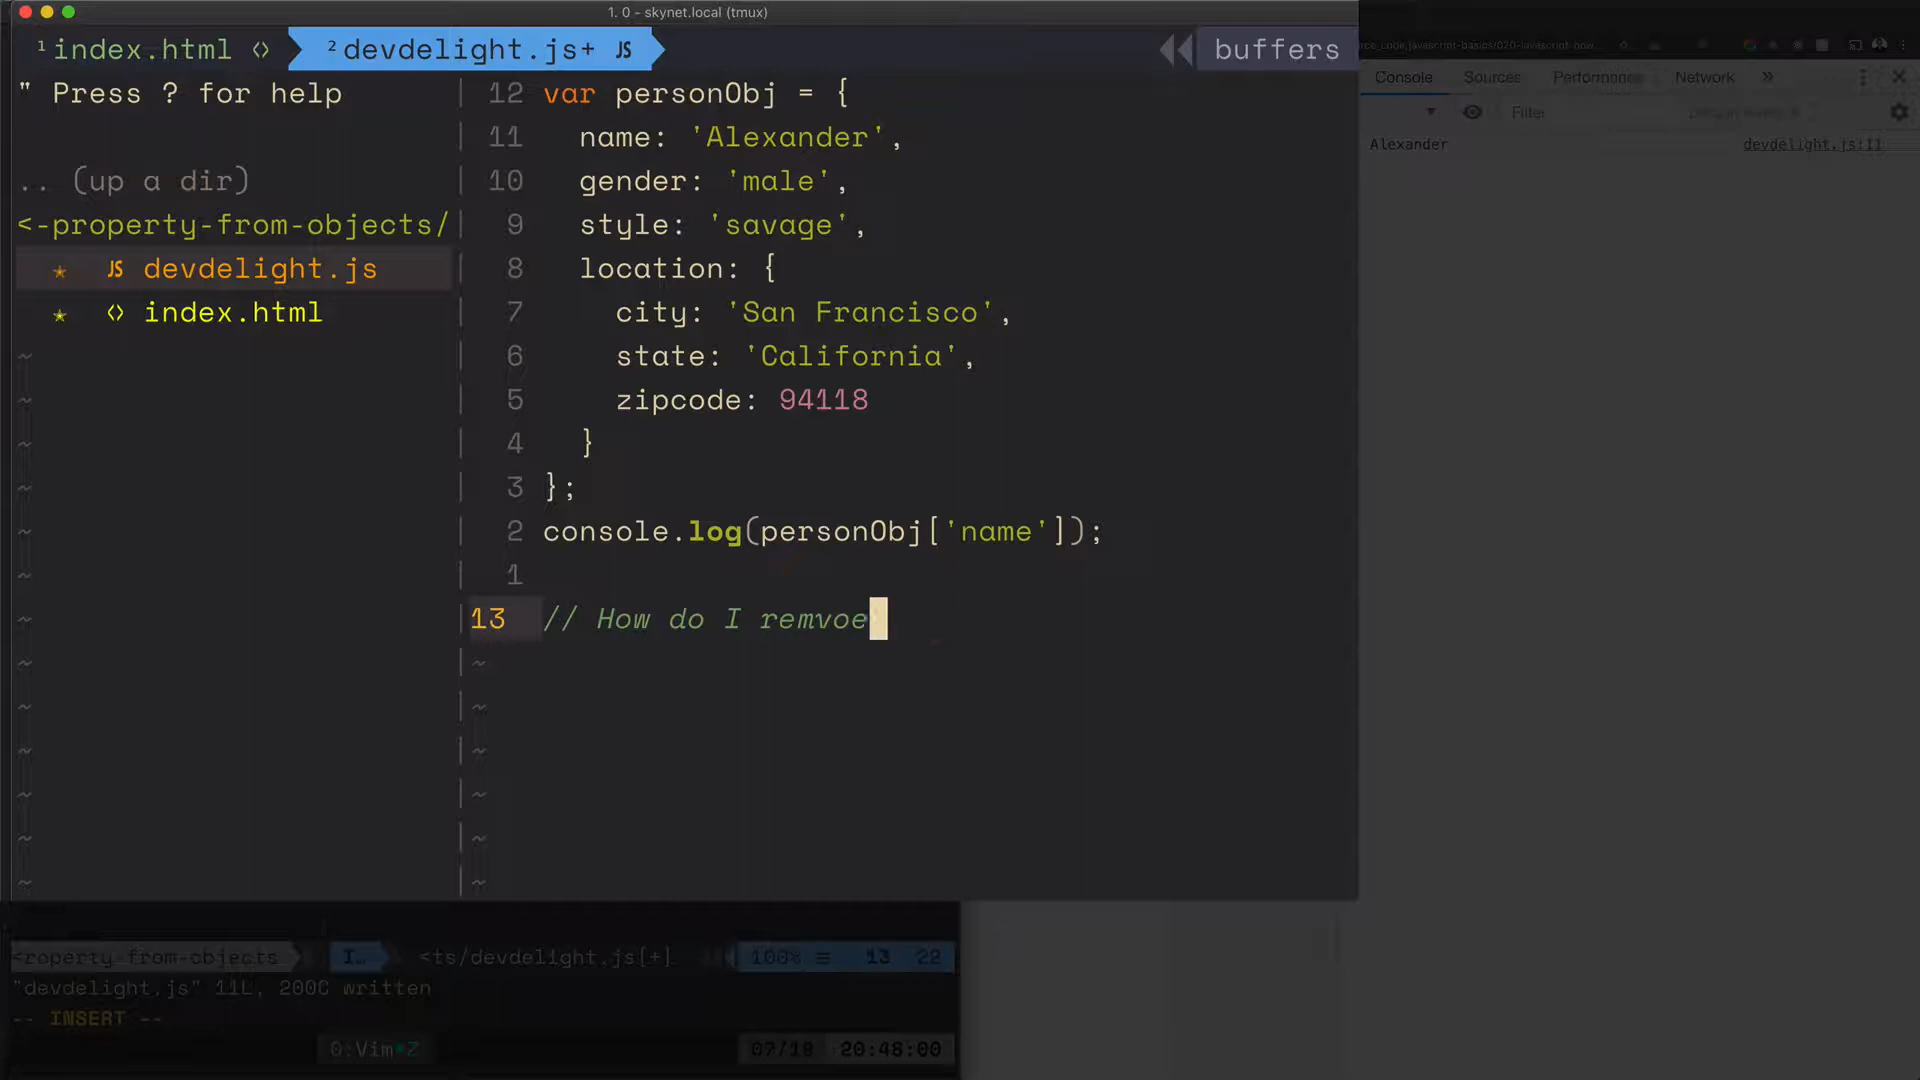 1. 0 - skynet.local (tmux)
1 index.html <> 2 devdelight.js+ JS buffers
" Press ? for help
.. (up a dir)
<-property-from-objects/
* JS devdelight.js
* <> index.html
12 var personObj = {
11 name: 'Alexander',
10 gender: 'male',
9 style: 'savage',
8 location: {
7 city: 'San Francisco',
6 state: 'California',
5 zipcode: 94118
4 }
3 };
2 console.log(personObj['name']);
1
13 // How do I remvoe
Console Sources Performance Network »
Filter
Alexander devdelight.js:11
<roperty-from-objects I… <ts/devdelight.js[+] 100% ≡ 13 22
"devdelight.js" 11L, 200C written
-- INSERT --
0:Vim*Z 07/18 20:48:00